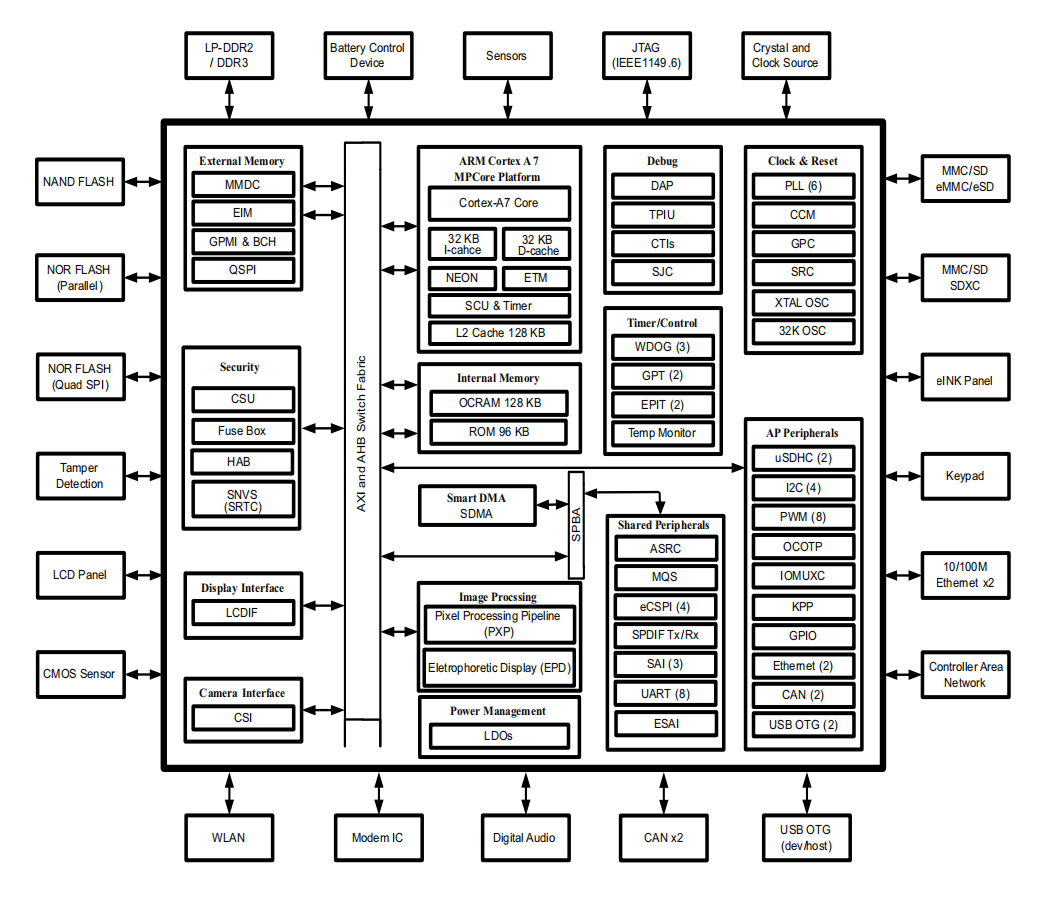 LP-DDR2
/ DDR3
Battery Control
Device
Sensors
JTAG
(IEEE1149.6)
Crystal and
Clock Source
NAND FLASH
NOR FLASH
(Parallel)
NOR FLASH
(Quad SPI)
Tamper
Detection
LCD Panel
CMOS Sensor
External Memory
MMDC
EIM
GPMI & BCH
QSPI
Security
CSU
Fuse Box
HAB
SNVS
(SRTC)
Display Interface
LCDIF
Camera Interface
CSI
AXI and AHB Switch Fabric
ARM Cortex A 7
MPCore Platform
Cortex-A7 Core
32 KB
I-cahce
32 KB
D-cache
NEON
ETM
SCU & Timer
L2 Cache 128 KB
Internal Memory
OCRAM 128 KB
ROM 96 KB
Smart DMA
SDMA
SPBA
Image Procssing
Pixel Processing Pipeline
(PXP)
Eletrophoretic Display (EPD)
Power Management
LDOs
Debug
DAP
TPIU
CTIs
SJC
Timer/Control
WDOG (3)
GPT (2)
EPIT (2)
Temp Monitor
Shared Peripherals
ASRC
MQS
eCSPI (4)
SPDIF Tx/Rx
SAI (3)
UART (8)
ESAI
Clock & Reset
PLL (6)
CCM
GPC
SRC
XTAL OSC
32K OSC
AP Peripherals
uSDHC (2)
I2C (4)
PWM (8)
OCOTP
IOMUXC
KPP
GPIO
Ethernet (2)
CAN (2)
USB OTG (2)
MMC/SD
eMMC/eSD
MMC/SD
SDXC
eINK Panel
Keypad
10/100M
Ethernet x2
Controller Area
Network
WLAN
Modem IC
Digital Audio
CAN x2
USB OTG
(dev/host)